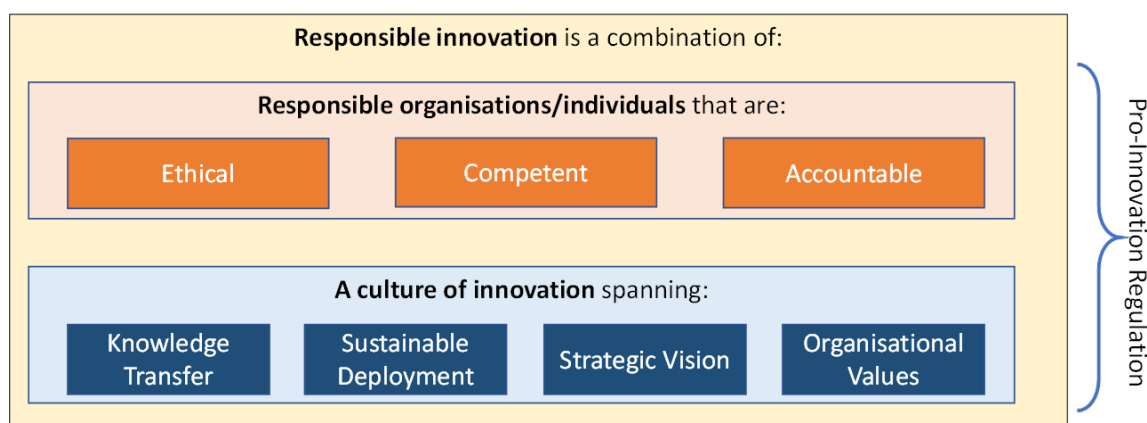 Responsible innovation is a combination of:
Responsible organisations/individuals that are:
Ethical
Competent
Accountable
A culture of innovation spanning:
Knowledge
Transfer
Sustainable
Deployment
Strategic Vision
Organisational
Values
Pro-Innovation Regulation